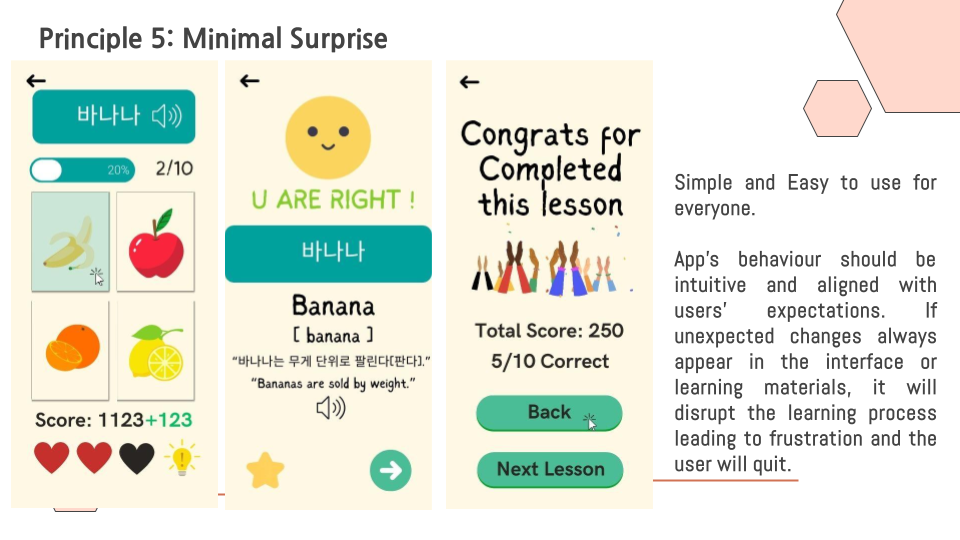 Principle 5: Minimal Surprise
바나나
20%
2/10
Score: 1123+123
U ARE RIGHT !
바나나
Banana
[ banana ]
“바나나는 무게 단위로 팔린다[판다].”
“Bananas are sold by weight.”
Congrats for
Completed
this lesson
Total Score: 250
5/10 Correct
Back
Next Lesson
Simple and Easy to use for
everyone.
App's behaviour should be
intuitive and aligned with
users' expectations. If
unexpected changes always
appear in the interface or
learning materials, it will
disrupt the learning process
leading to frustration and the
user will quit.